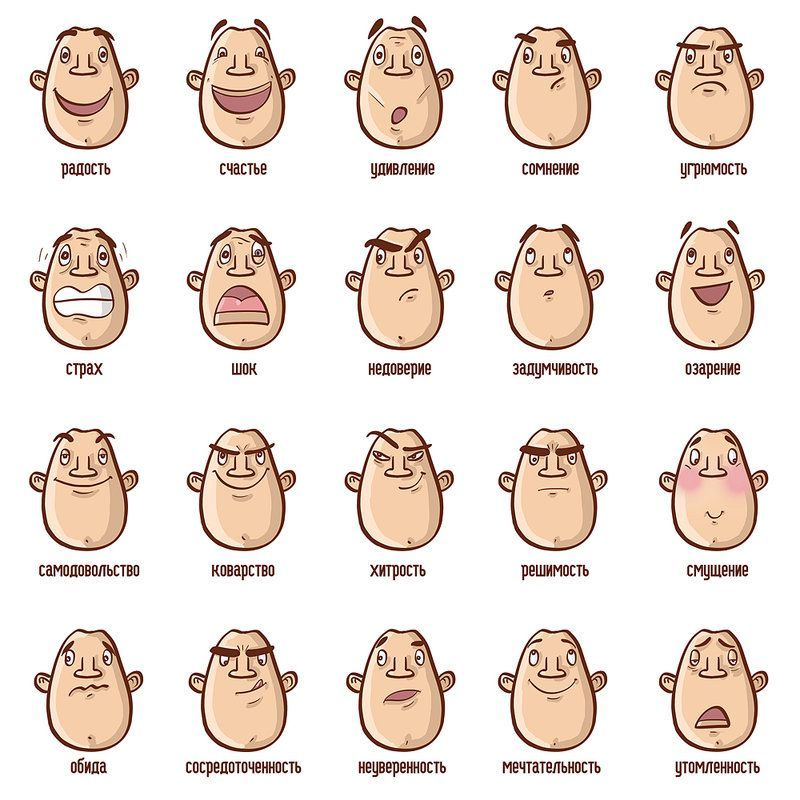 радость
счастье
удивление
сомнение
угрюмость
страх
шок
недоверие
задумчивость
озарение
самодовольство
коварство
хитрость
решимость
смущение
обида
сосредоточенность
неуверенность
мечтательность
утомленность